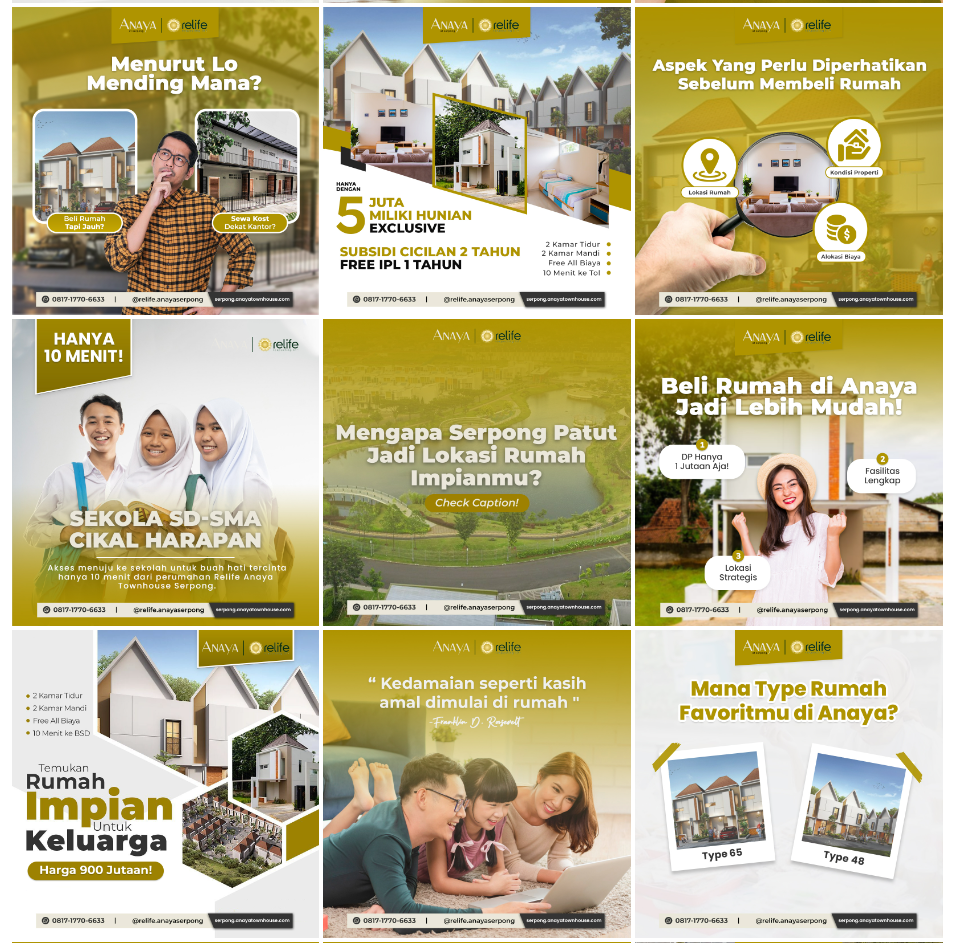 ANAYA | relife
Menurut Lo
Mending Mana?
Beli Rumah
Tapi Jauh?
Sewa Kost
Dekat Kantor?
0817-1770-6633 | @relife.anayaserpong serpong.anayatownhouse.com
ANAYA | relife
HANYA
DENGAN
5 JUTA
MILIKI HUNIAN
EXCLUSIVE
SUBSIDI CICILAN 2 TAHUN
FREE IPL 1 TAHUN
2 Kamar Tidur
2 Kamar Mandi
Free All Biaya
10 Menit ke Tol
0817-1770-6633 | @relife.anayaserpong serpong.anayatownhouse.com
ANAYA | relife
Aspek Yang Perlu Diperhatikan
Sebelum Membeli Rumah
Lokasi Rumah
Kondisi Properti
Alokasi Biaya
0817-1770-6633 | @relife.anayaserpong serpong.anayatownhouse.com
HANYA
10 MENIT!
relife
SEKOLA SD-SMA
CIKAL HARAPAN
Akses menuju ke sekolah untuk buah hati tercinta
hanya 10 menit dari perumahan Relife Anaya
Townhouse Serpong.
0817-1770-6633 | @relife.anayaserpong serpong.anayatownhouse.com
ANAYA | relife
Mengapa Serpong Patut
Jadi Lokasi Rumah
Impianmu?
Check Caption!
0817-1770-6633 | @relife.anayaserpong serpong.anayatownhouse.com
ANAYA | relife
Beli Rumah di Anaya
Jadi Lebih Mudah!
1
DP Hanya
1 Jutaan Aja!
2
Fasilitas
Lengkap
3
Lokasi
Strategis
0817-1770-6633 | @relife.anayaserpong serpong.anayatownhouse.com
ANAYA | relife
2 Kamar Tidur
2 Kamar Mandi
Free All Biaya
10 Menit ke BSD
Temukan
Rumah
Impian
Untuk
Keluarga
Harga 900 Jutaan!
0817-1770-6633 | @relife.anayaserpong serpong.anayatownhouse.com
ANAYA | relife
“ Kedamaian seperti kasih
amal dimulai di rumah "
-Franklin D. Roosevelt
0817-1770-6633 | @relife.anayaserpong serpong.anayatownhouse.com
ANAYA | relife
Mana Type Rumah
Favoritmu di Anaya?
Type 65
Type 48
0817-1770-6633 | @relife.anayaserpong serpong.anayatownhouse.com